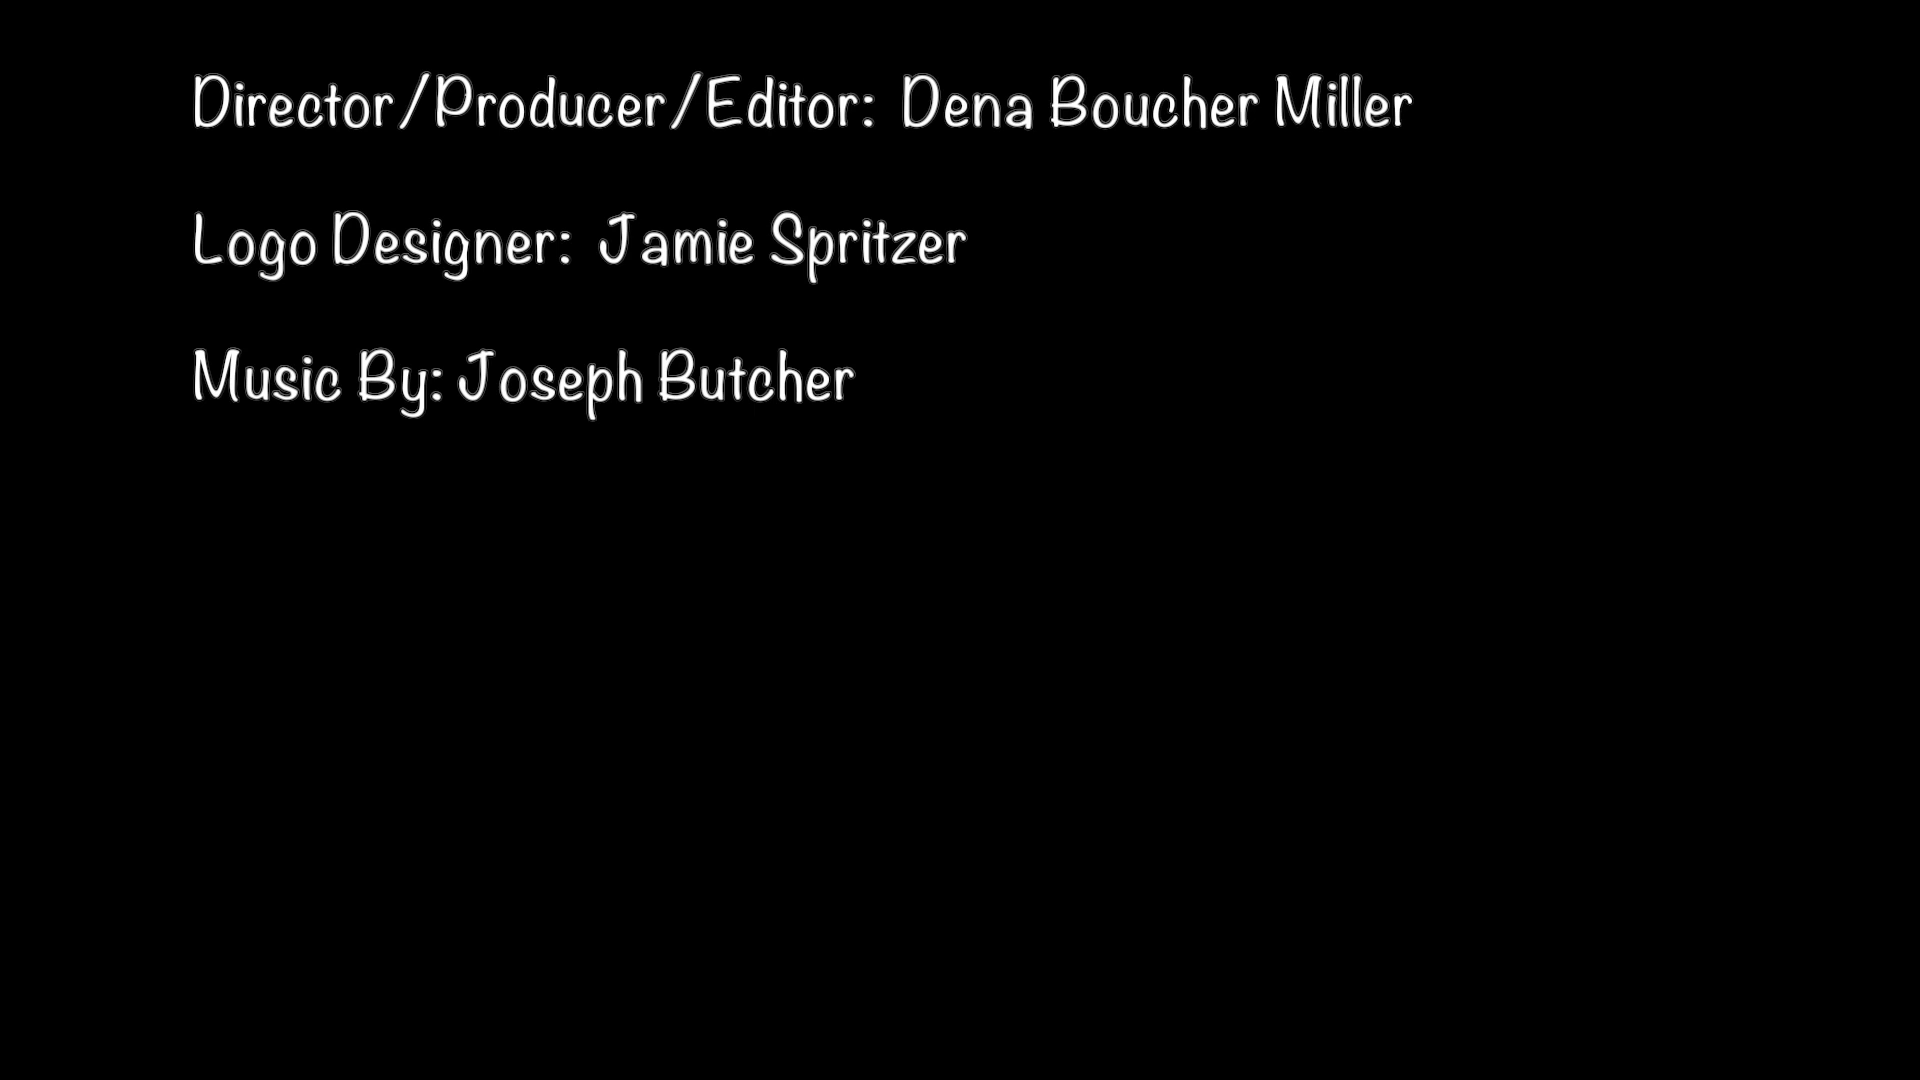 Director/Producer/Editor: Dena Boucher Miller
Logo Designer: Jamie Spritzer
Music By: Joseph Butcher